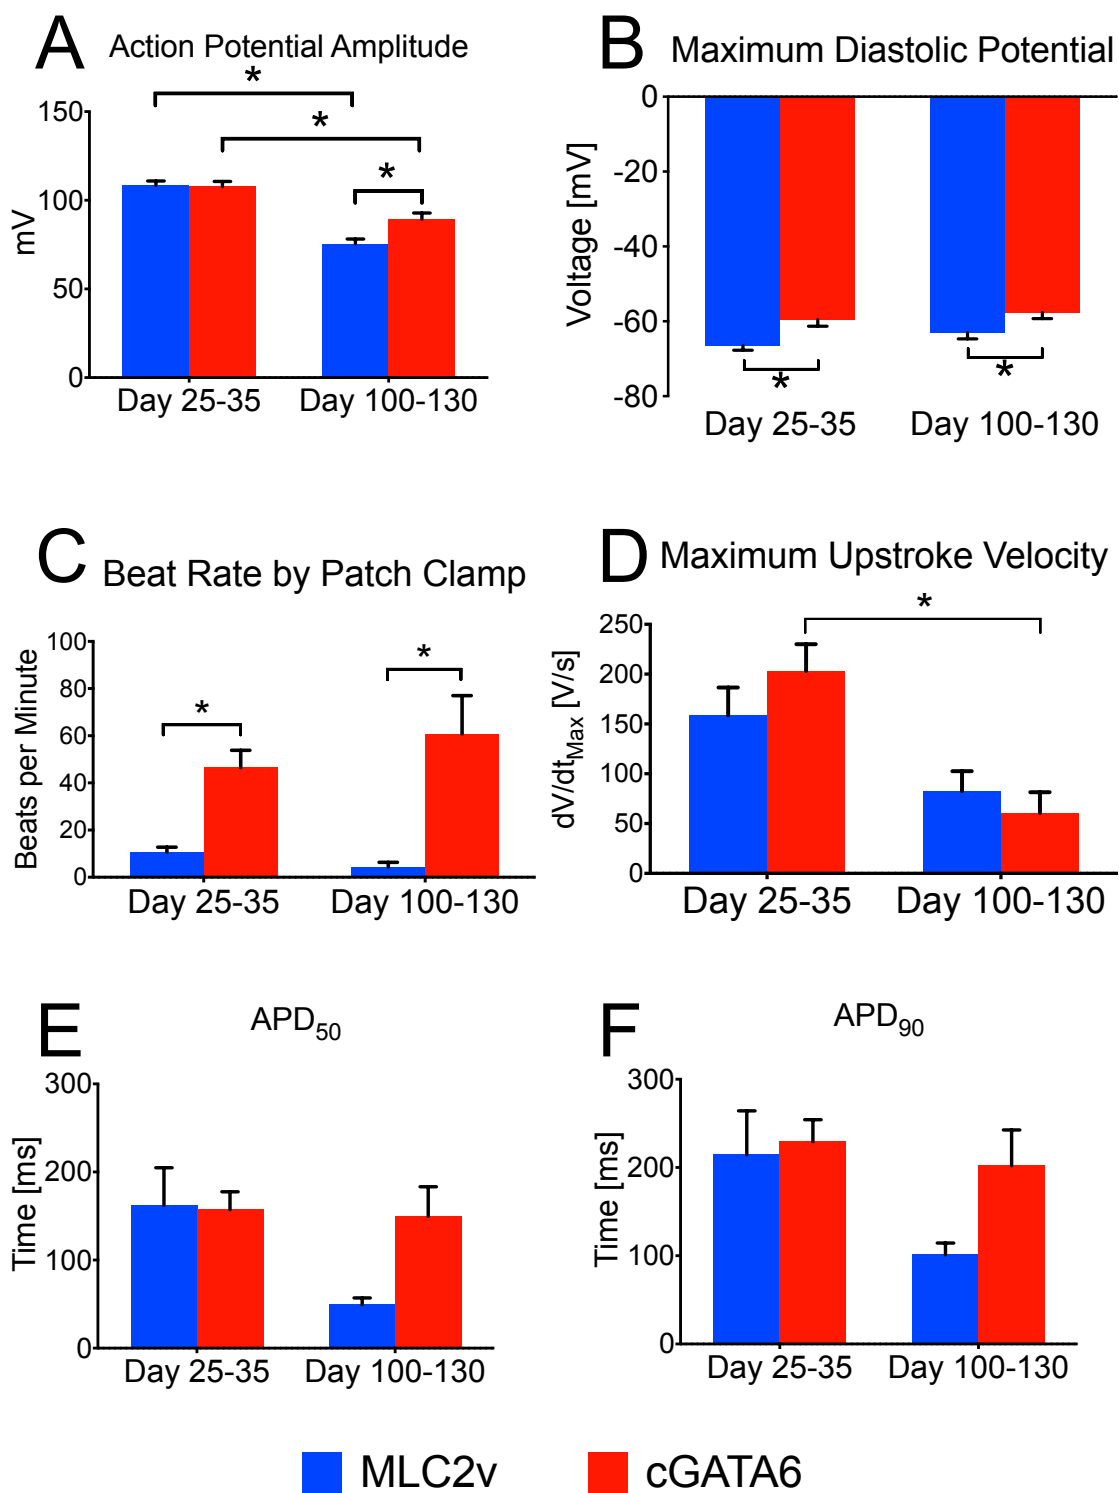 A Action Potential Amplitude
*
*
*
150
100
50
0
mV
Day 25-35 Day 100-130
B Maximum Diastolic Potential
0
-20
-40
-60
-80
Voltage [mV]
*
*
Day 25-35 Day 100-130
C Beat Rate by Patch Clamp
100
80
60
40
20
0
Beats per Minute
*
*
Day 25-35 Day 100-130
D Maximum Upstroke Velocity
*
250
200
150
100
50
0
dV/dtMax [V/s]
Day 25-35 Day 100-130
E APD50
300
200
100
0
Time [ms]
Day 25-35 Day 100-130
F APD90
300
200
100
0
Time [ms]
Day 25-35 Day 100-130
MLC2v cGATA6